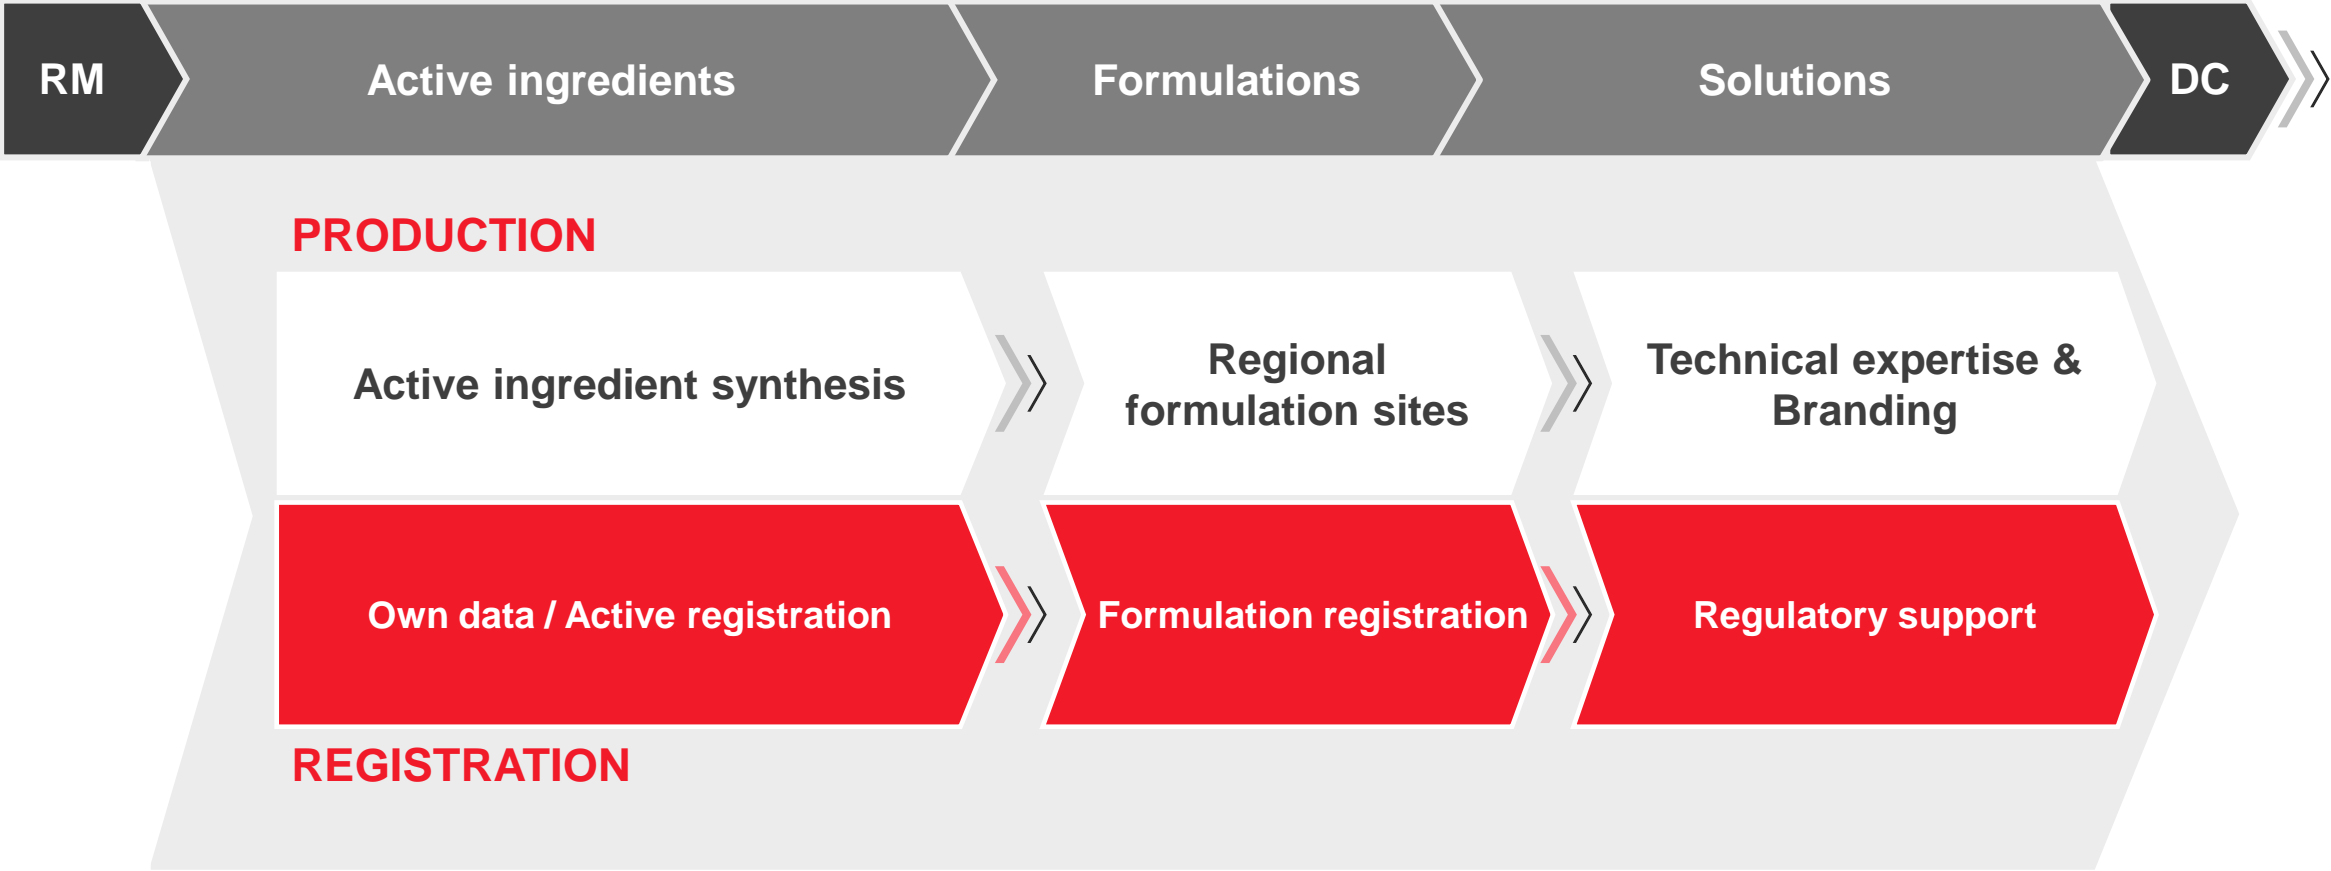 RM
Active ingredients
Formulations
Solutions
DC
PRODUCTION
Active ingredient synthesis
Regional
formulation sites
Technical expertise &
Branding
Own data / Active registration
Formulation registration
Regulatory support
REGISTRATION